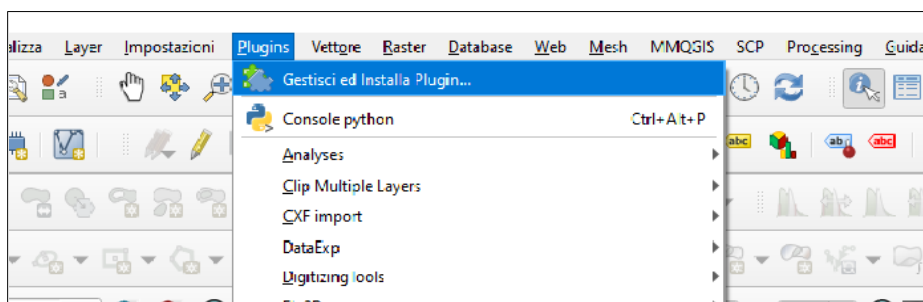 alizza Layer Impostazioni Plugins Vettore Raster Database Web Mesh MMQGIS SCP Processing Guida
Gestisci ed Installa Plugin...
Console python Ctrl+Alt+P
abc ab abc
Analyses
Clip Multiple Layers
CXF import
DataExp
Digitizing tools